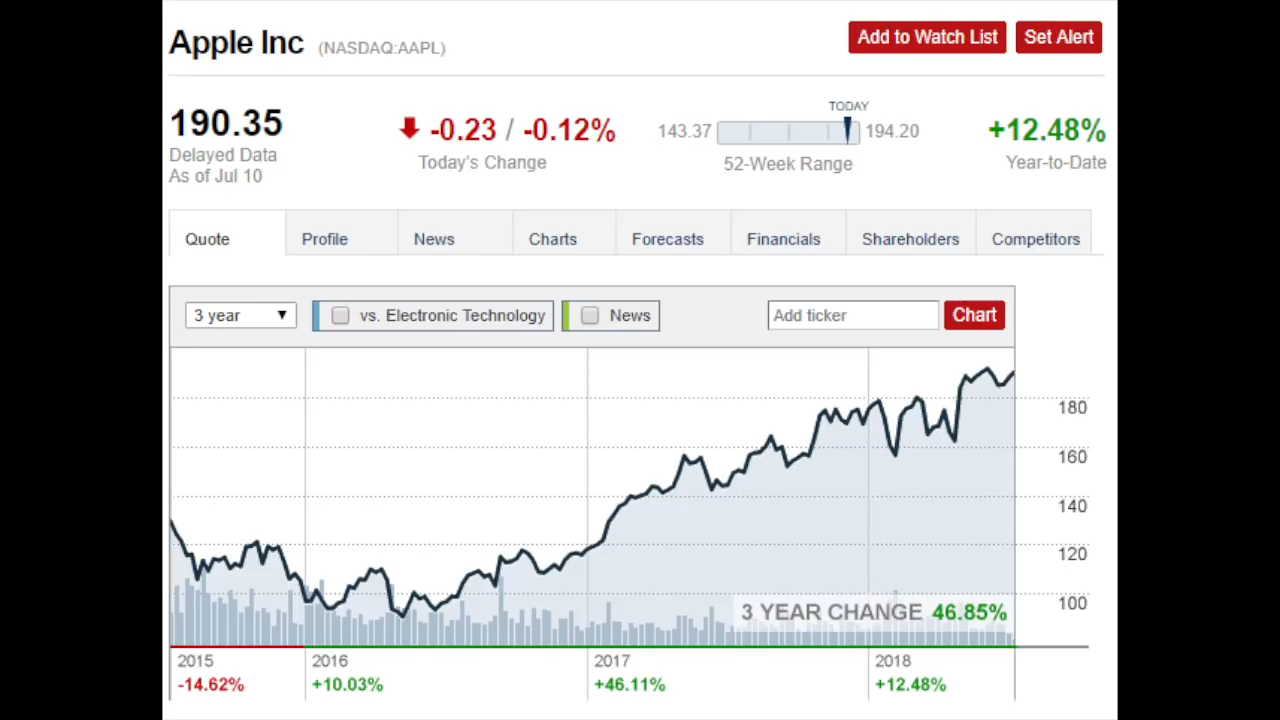 Apple Inc (NASDAQ:AAPL)
Add to Watch List
Set Alert
190.35
Delayed Data
As of Jul 10
-0.23 / -0.12%
Today's Change
TODAY
143.37 194.20
52-Week Range
+12.48%
Year-to-Date
Quote Profile News Charts Forecasts Financials Shareholders Competitors
3 year vs. Electronic Technology News Add ticker Chart
180
160
140
120
100
3 YEAR CHANGE 46.85%
2015 2016 2017 2018
-14.62% +10.03% +46.11% +12.48%